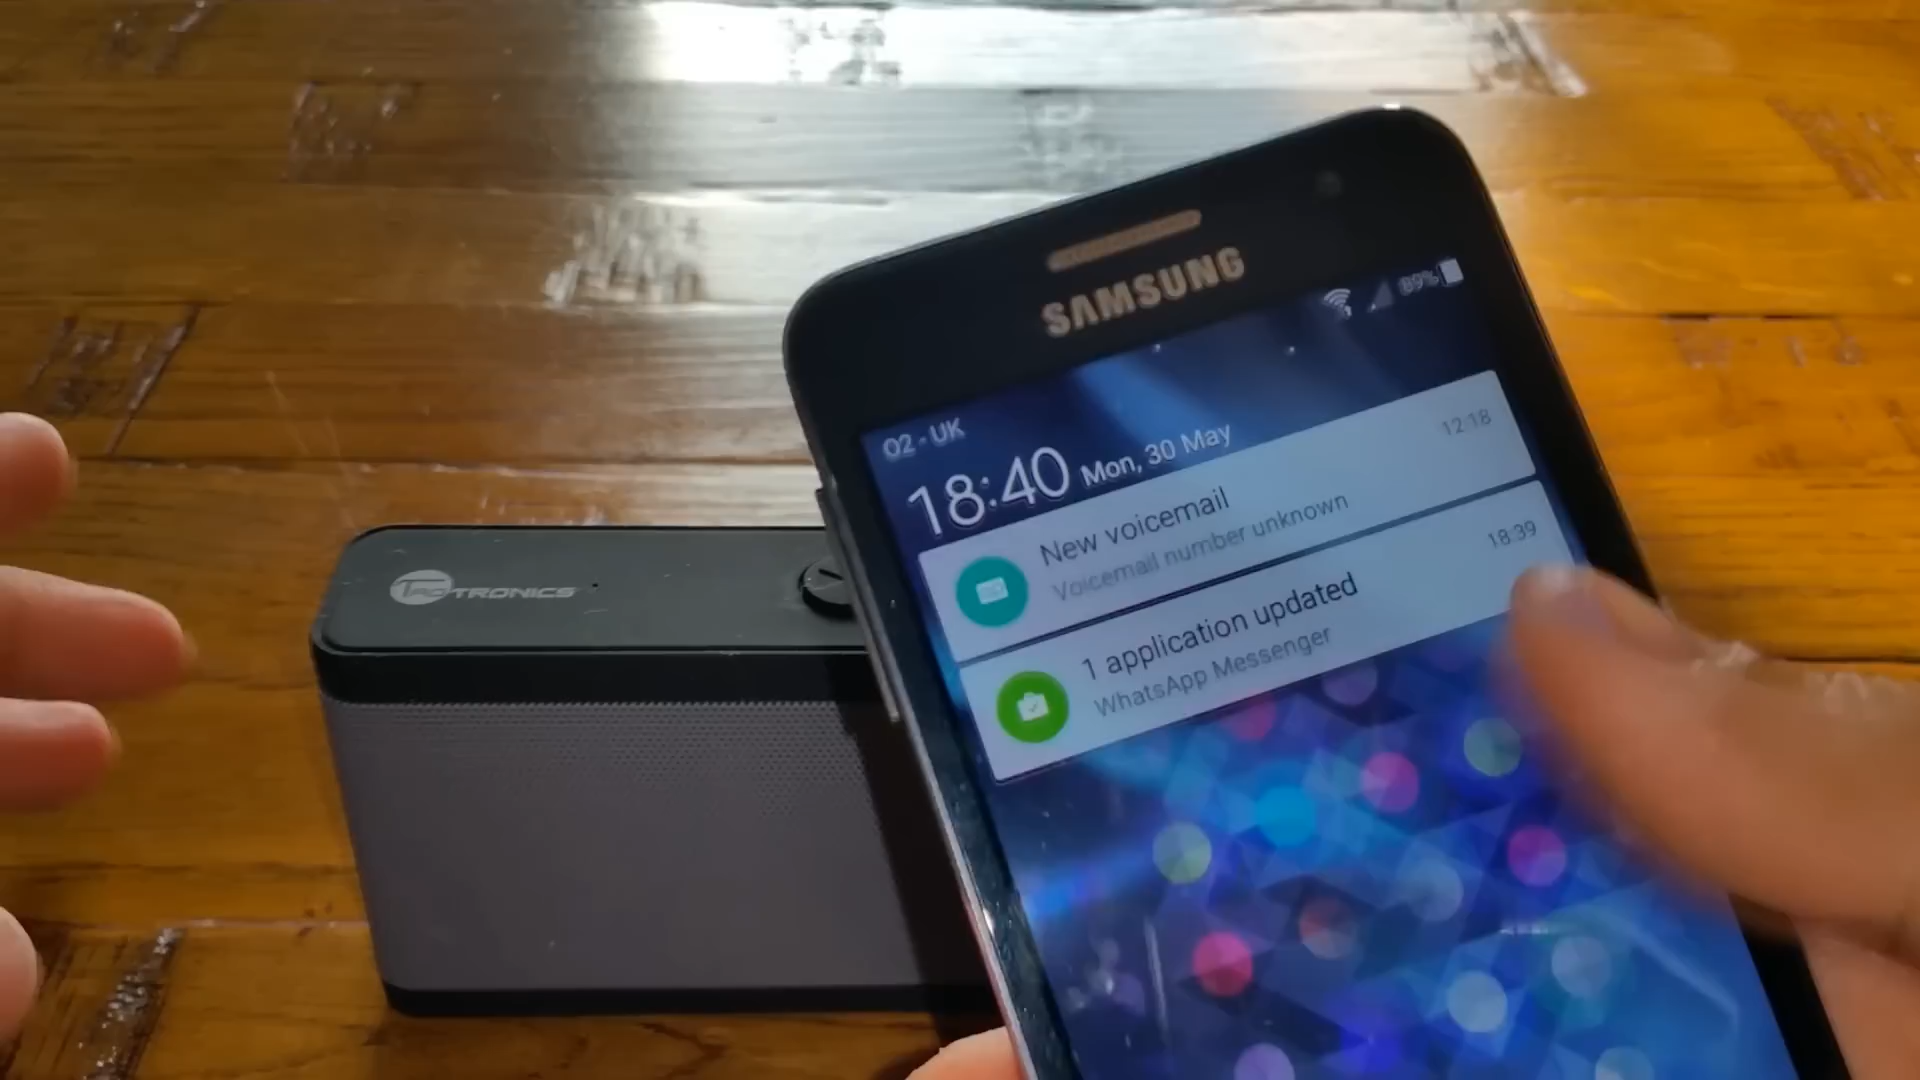 SAMSUNG
89%
O2 - UK
18:40 Mon, 30 May
New voicemail 12:18
Voicemail number unknown
1 application updated 18:39
WhatsApp Messenger
TAOTRONICS